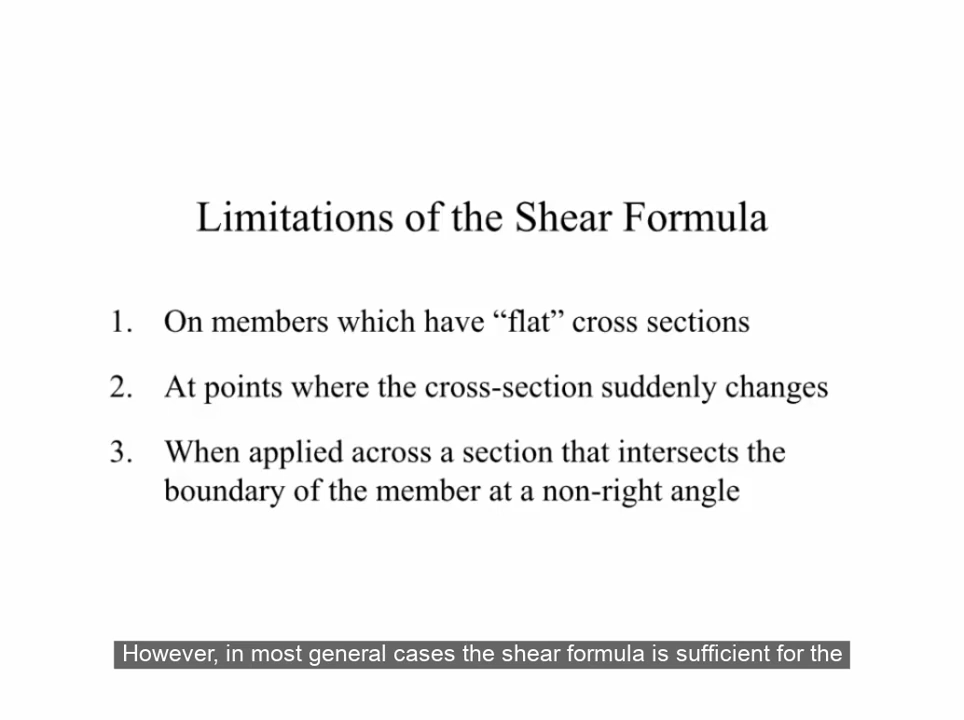 Limitations of the Shear Formula
1. On members which have “flat” cross sections
2. At points where the cross-section suddenly changes
3. When applied across a section that intersects the
boundary of the member at a non-right angle
However, in most general cases the shear formula is sufficient for the